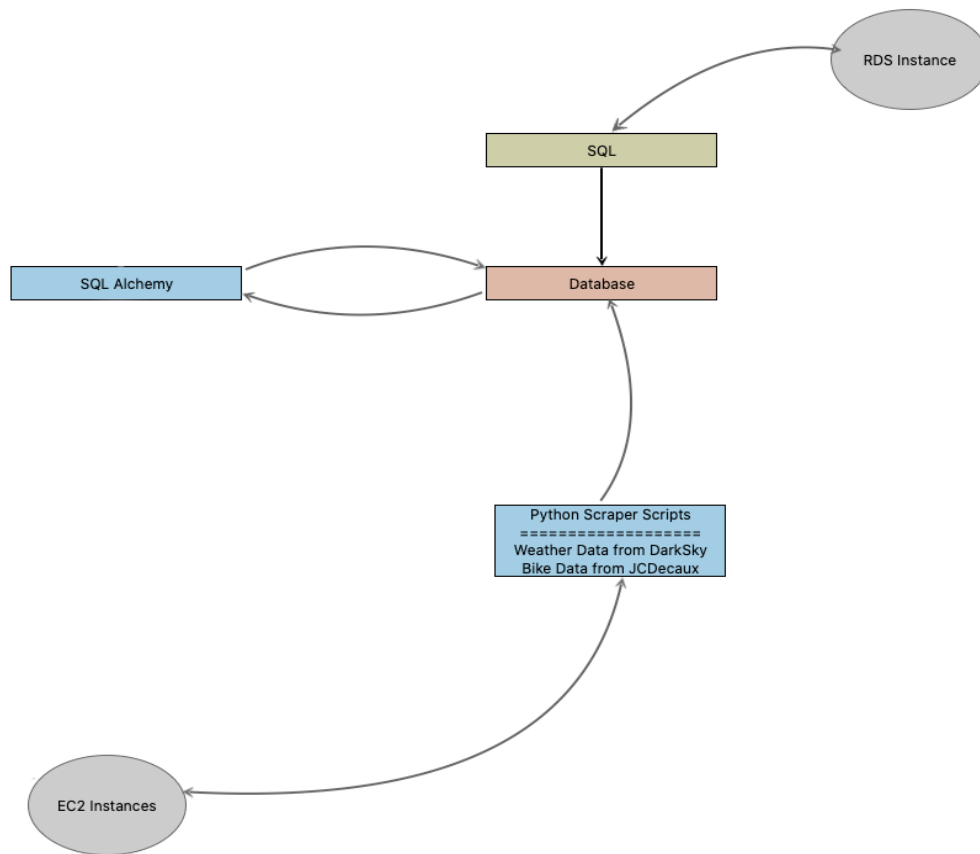 RDS Instance
SQL
SQL Alchemy
Database
Python Scraper Scripts
=====================
Weather Data from DarkSky
Bike Data from JCDecaux
EC2 Instances